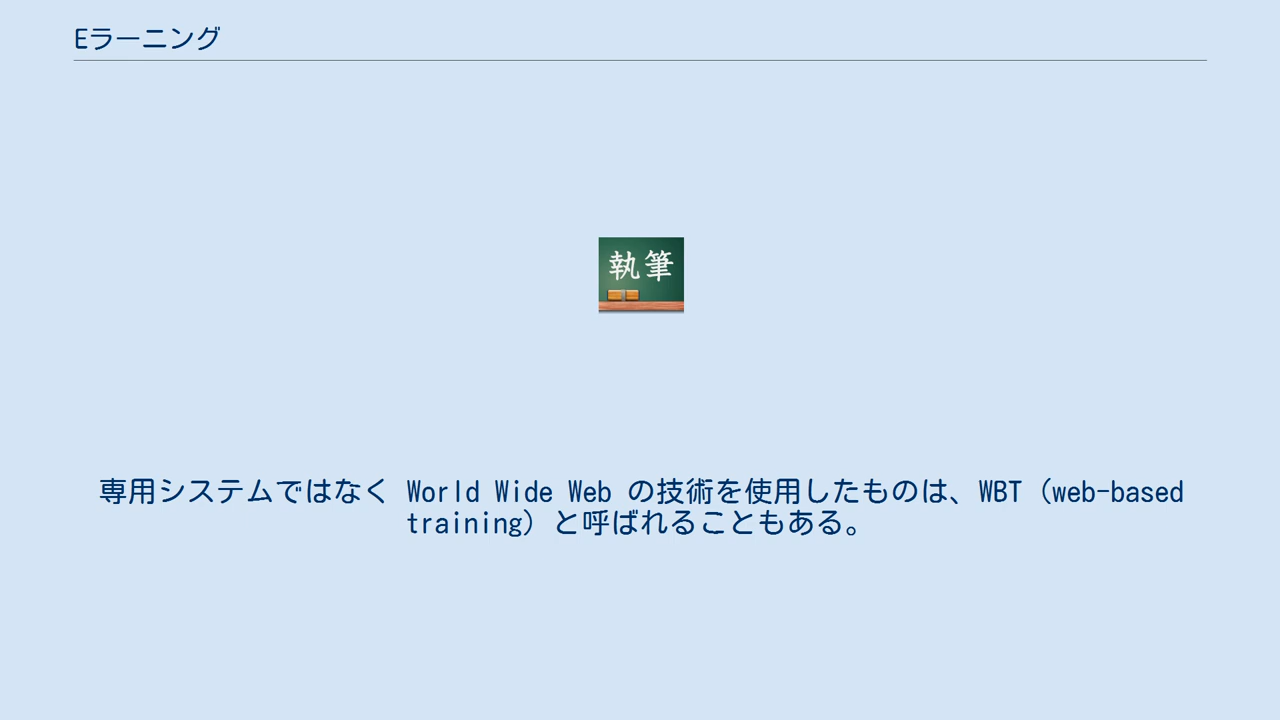 Eラーニング
執筆
専用システムではなく World Wide Web の技術を使用したものは、WBT (web-based
training) と呼ばれることもある。